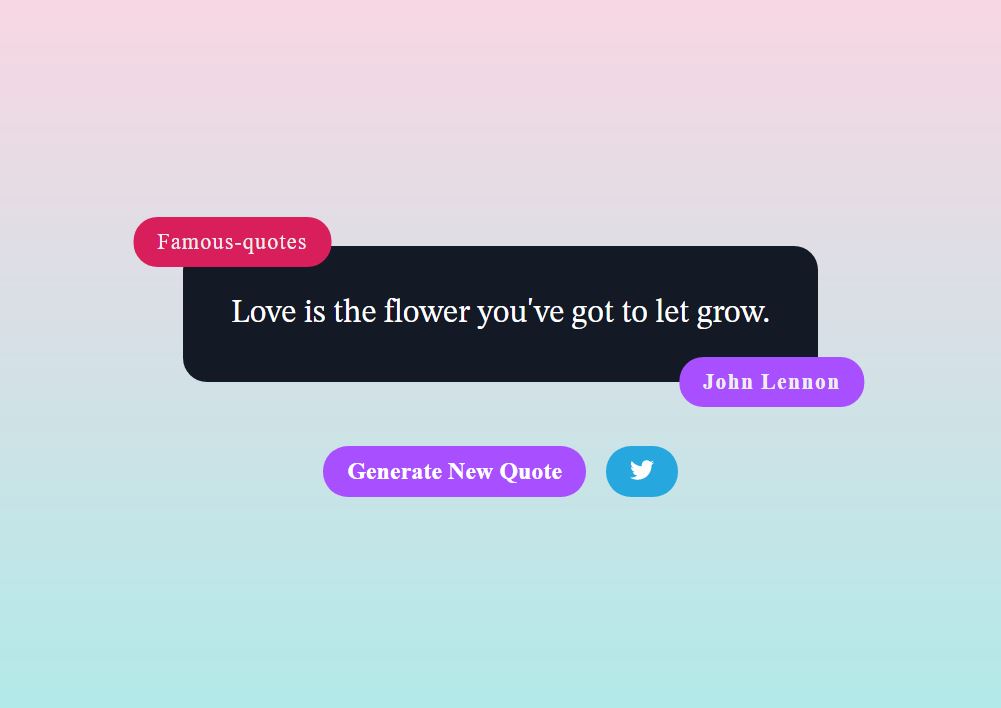 Famous-quotes
Love is the flower you've got to let grow.
John Lennon
Generate New Quote